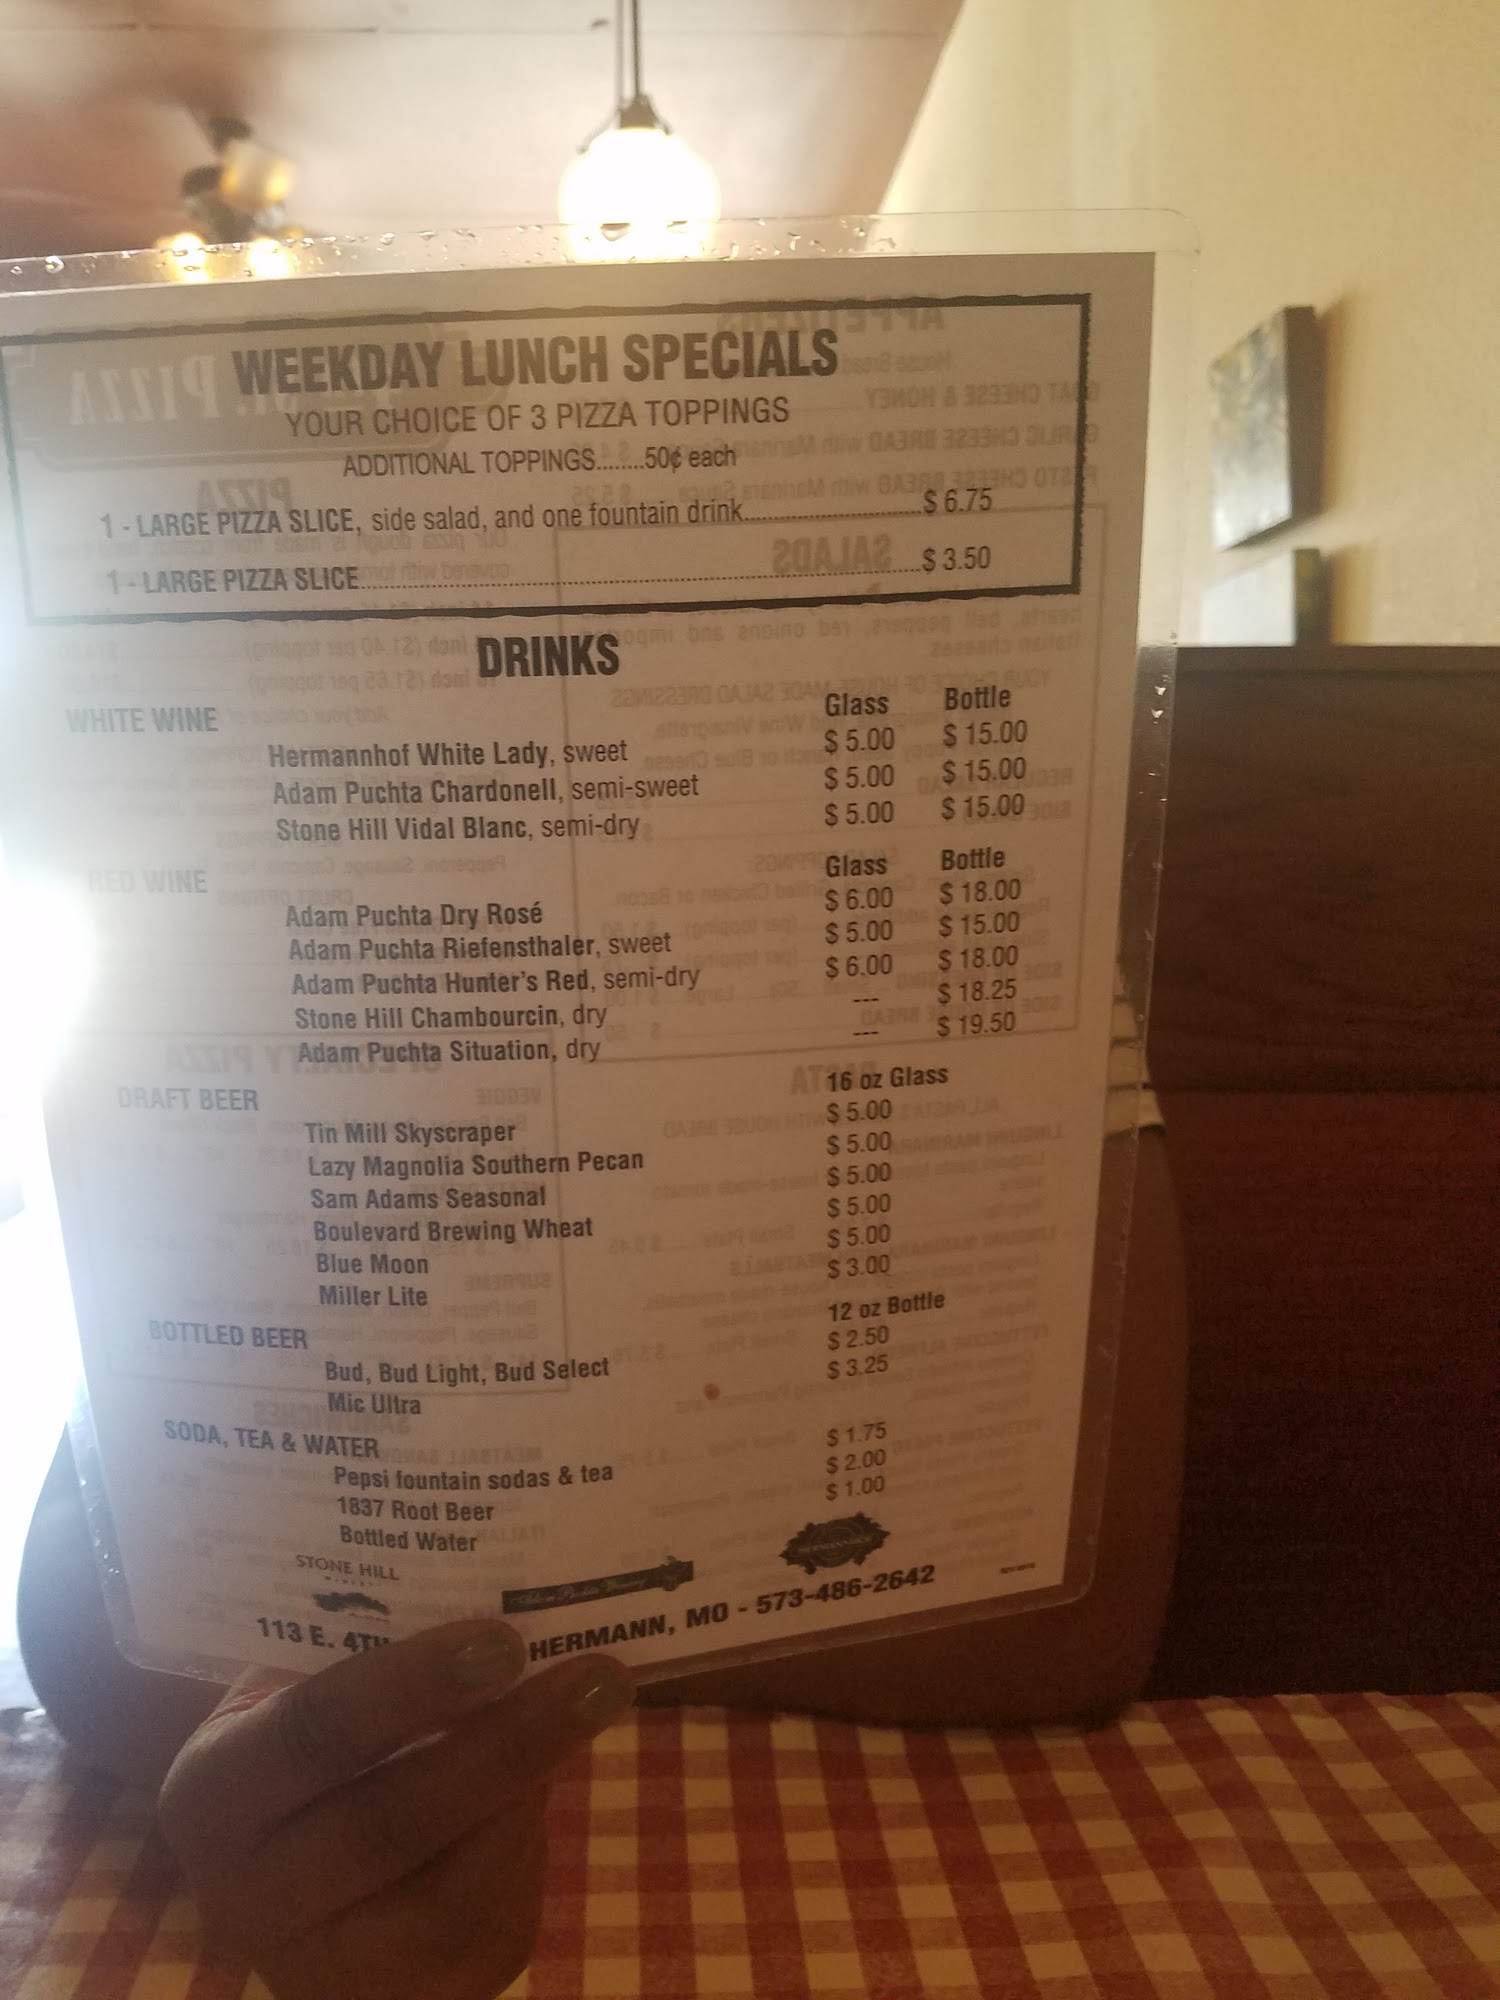 WEEKDAY LUNCH SPECIALS
YOUR CHOICE OF 3 PIZZA TOPPINGS
ADDITIONAL TOPPINGS........50¢ each
1 - LARGE PIZZA SLICE, side salad, and one fountain drink.................................$ 6.75
1 - LARGE PIZZA SLICE.................................................................................$ 3.50
DRINKS
WHITE WINE Glass Bottle
Hermannhof White Lady, sweet $ 5.00 $ 15.00
Adam Puchta Chardonell, semi-sweet $ 5.00 $ 15.00
Stone Hill Vidal Blanc, semi-dry $ 5.00 $ 15.00
RED WINE Glass Bottle
Adam Puchta Dry Rosé $ 6.00 $ 18.00
Adam Puchta Riefensthaler, sweet $ 5.00 $ 15.00
Adam Puchta Hunter's Red, semi-dry $ 6.00 $ 18.00
Stone Hill Chambourcin, dry --- $ 18.25
Adam Puchta Situation, dry --- $ 19.50
DRAFT BEER 16 oz Glass
Tin Mill Skyscraper $ 5.00
Lazy Magnolia Southern Pecan $ 5.00
Sam Adams Seasonal $ 5.00
Boulevard Brewing Wheat $ 5.00
Blue Moon $ 5.00
Miller Lite $ 3.00
BOTTLED BEER 12 oz Bottle
Bud, Bud Light, Bud Select $ 2.50
Mic Ultra $ 3.25
SODA, TEA & WATER
Pepsi fountain sodas & tea $ 1.75
1837 Root Beer $ 2.00
Bottled Water $ 1.00
STONE HILL
WINERY
Adam Puchta Winery
HERMANNHOF
113 E. 4TH HERMANN, MO - 573-486-2642